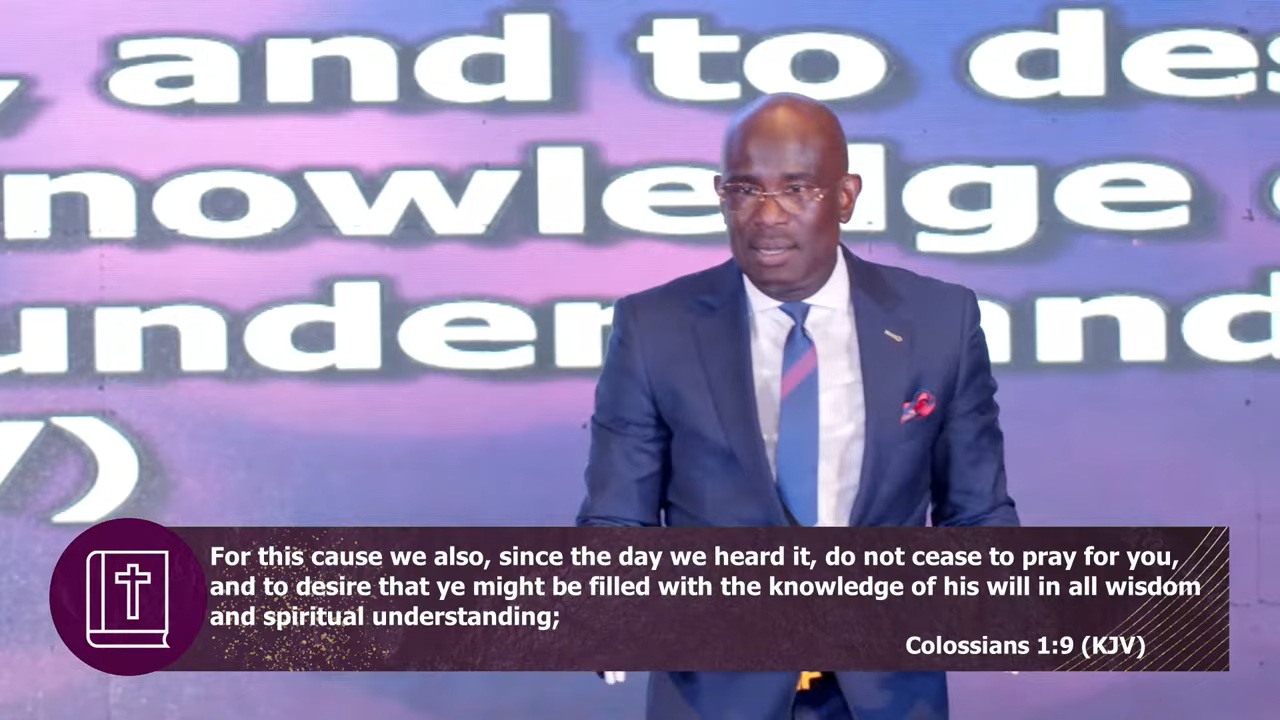 , and to des
nowledge
under and
)
For this cause we also, since the day we heard it, do not cease to pray for you,
and to desire that ye might be filled with the knowledge of his will in all wisdom
and spiritual understanding;
Colossians 1:9 (KJV)